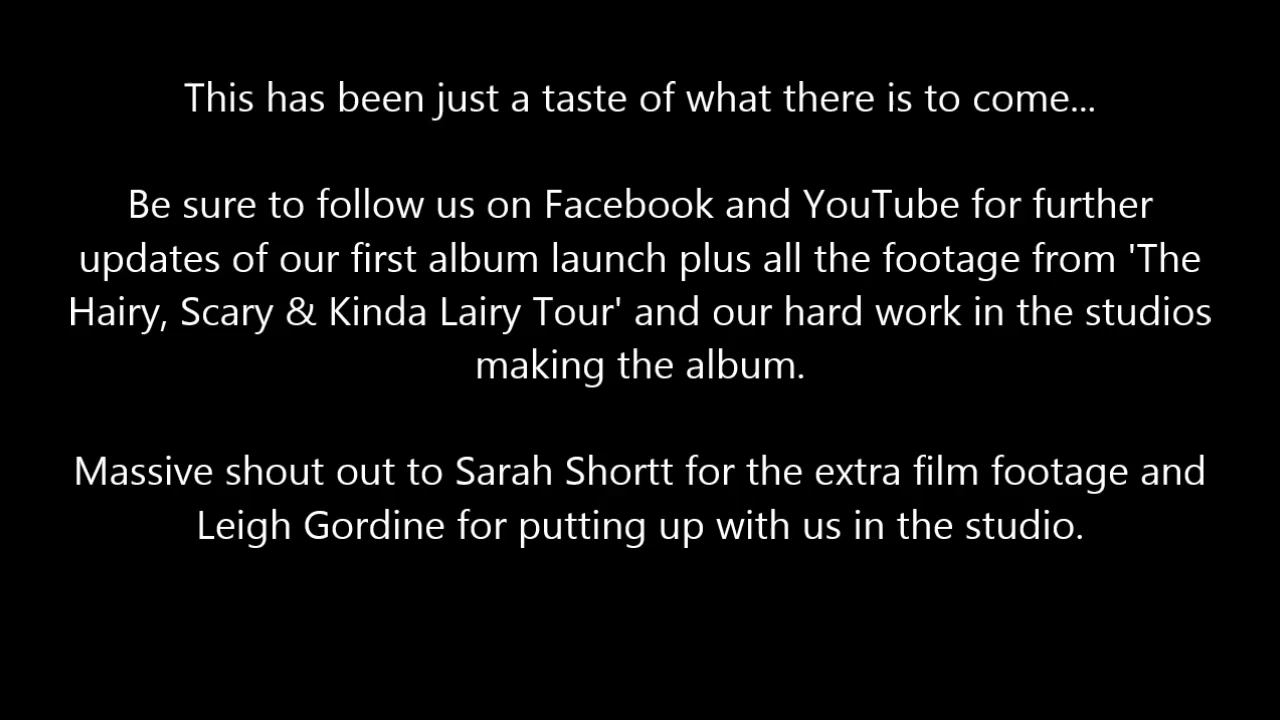 This has been just a taste of what there is to come...
Be sure to follow us on Facebook and YouTube for further
updates of our first album launch plus all the footage from 'The
Hairy, Scary & Kinda Lairy Tour' and our hard work in the studios
making the album.
Massive shout out to Sarah Shortt for the extra film footage and
Leigh Gordine for putting up with us in the studio.